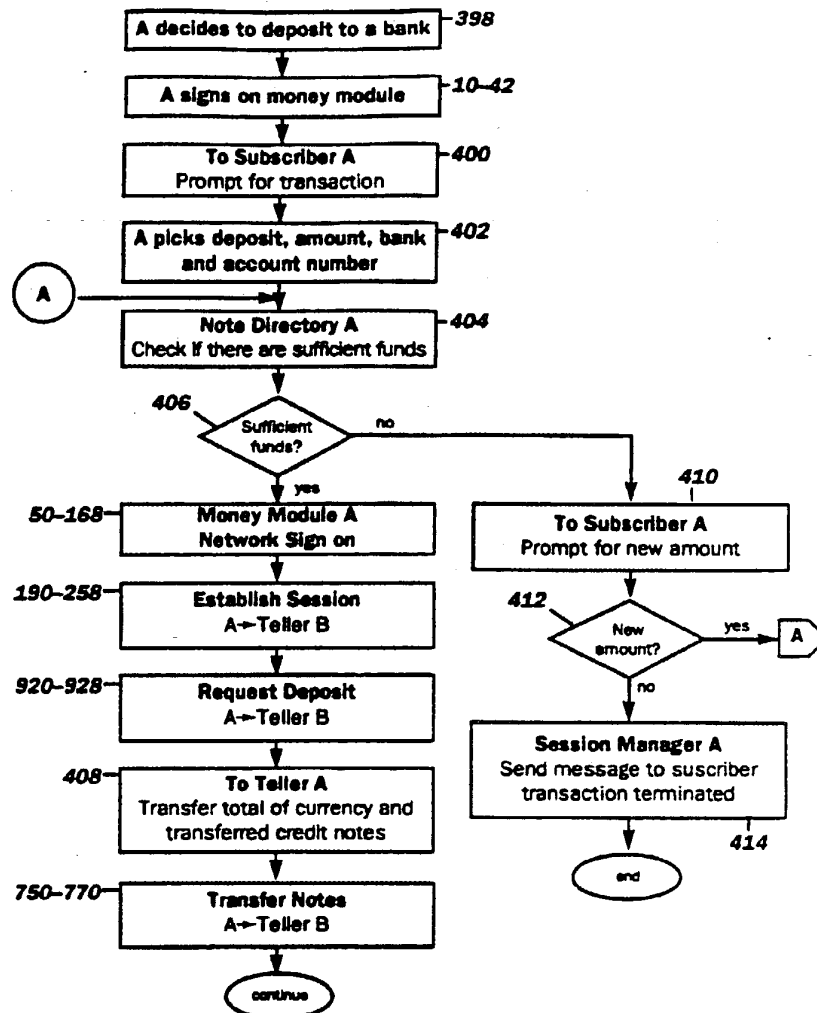 A decides to deposit to a bank
398
A signs on money module
10-42
To Subscriber A
Prompt for transaction
400
A picks deposit, amount, bank
and account number
402
A
Note Directory A
Check if there are sufficient funds
404
406
Sufficient
funds?
no
yes
50-168
Money Module A
Network Sign on
410
To Subscriber A
Prompt for new amount
190-258
Establish Session
A→Teller B
412
New
amount?
yes
A
no
920-928
Request Deposit
A→Teller B
Session Manager A
Send message to suscriber
transaction terminated
414
408
To Teller A
Transfer total of currency and
transferred credit notes
end
750-770
Transfer Notes
A→Teller B
continue